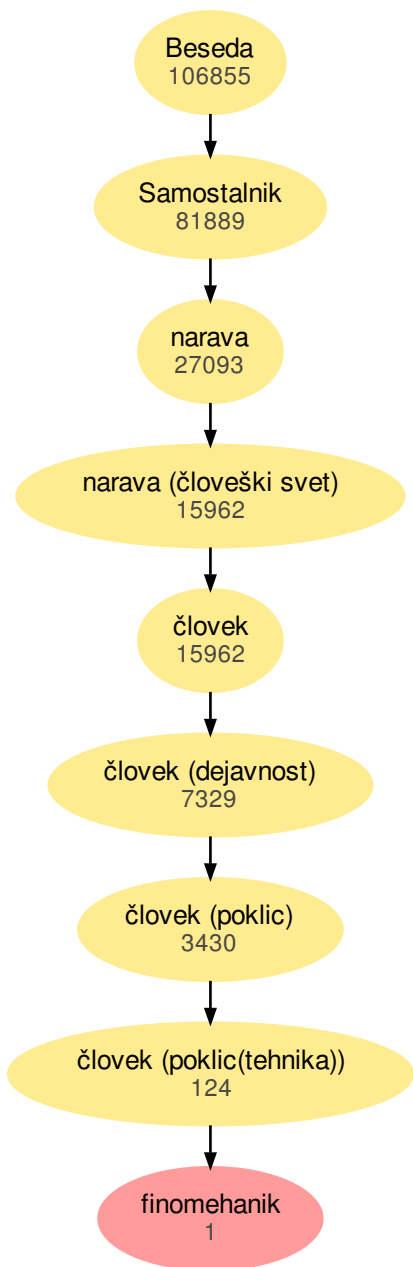 Beseda
106855
Samostalnik
81889
narava
27093
narava (človeški svet)
15962
človek
15962
človek (dejavnost)
7329
človek (poklic)
3430
človek (poklic(tehnika))
124
finomehanik
1